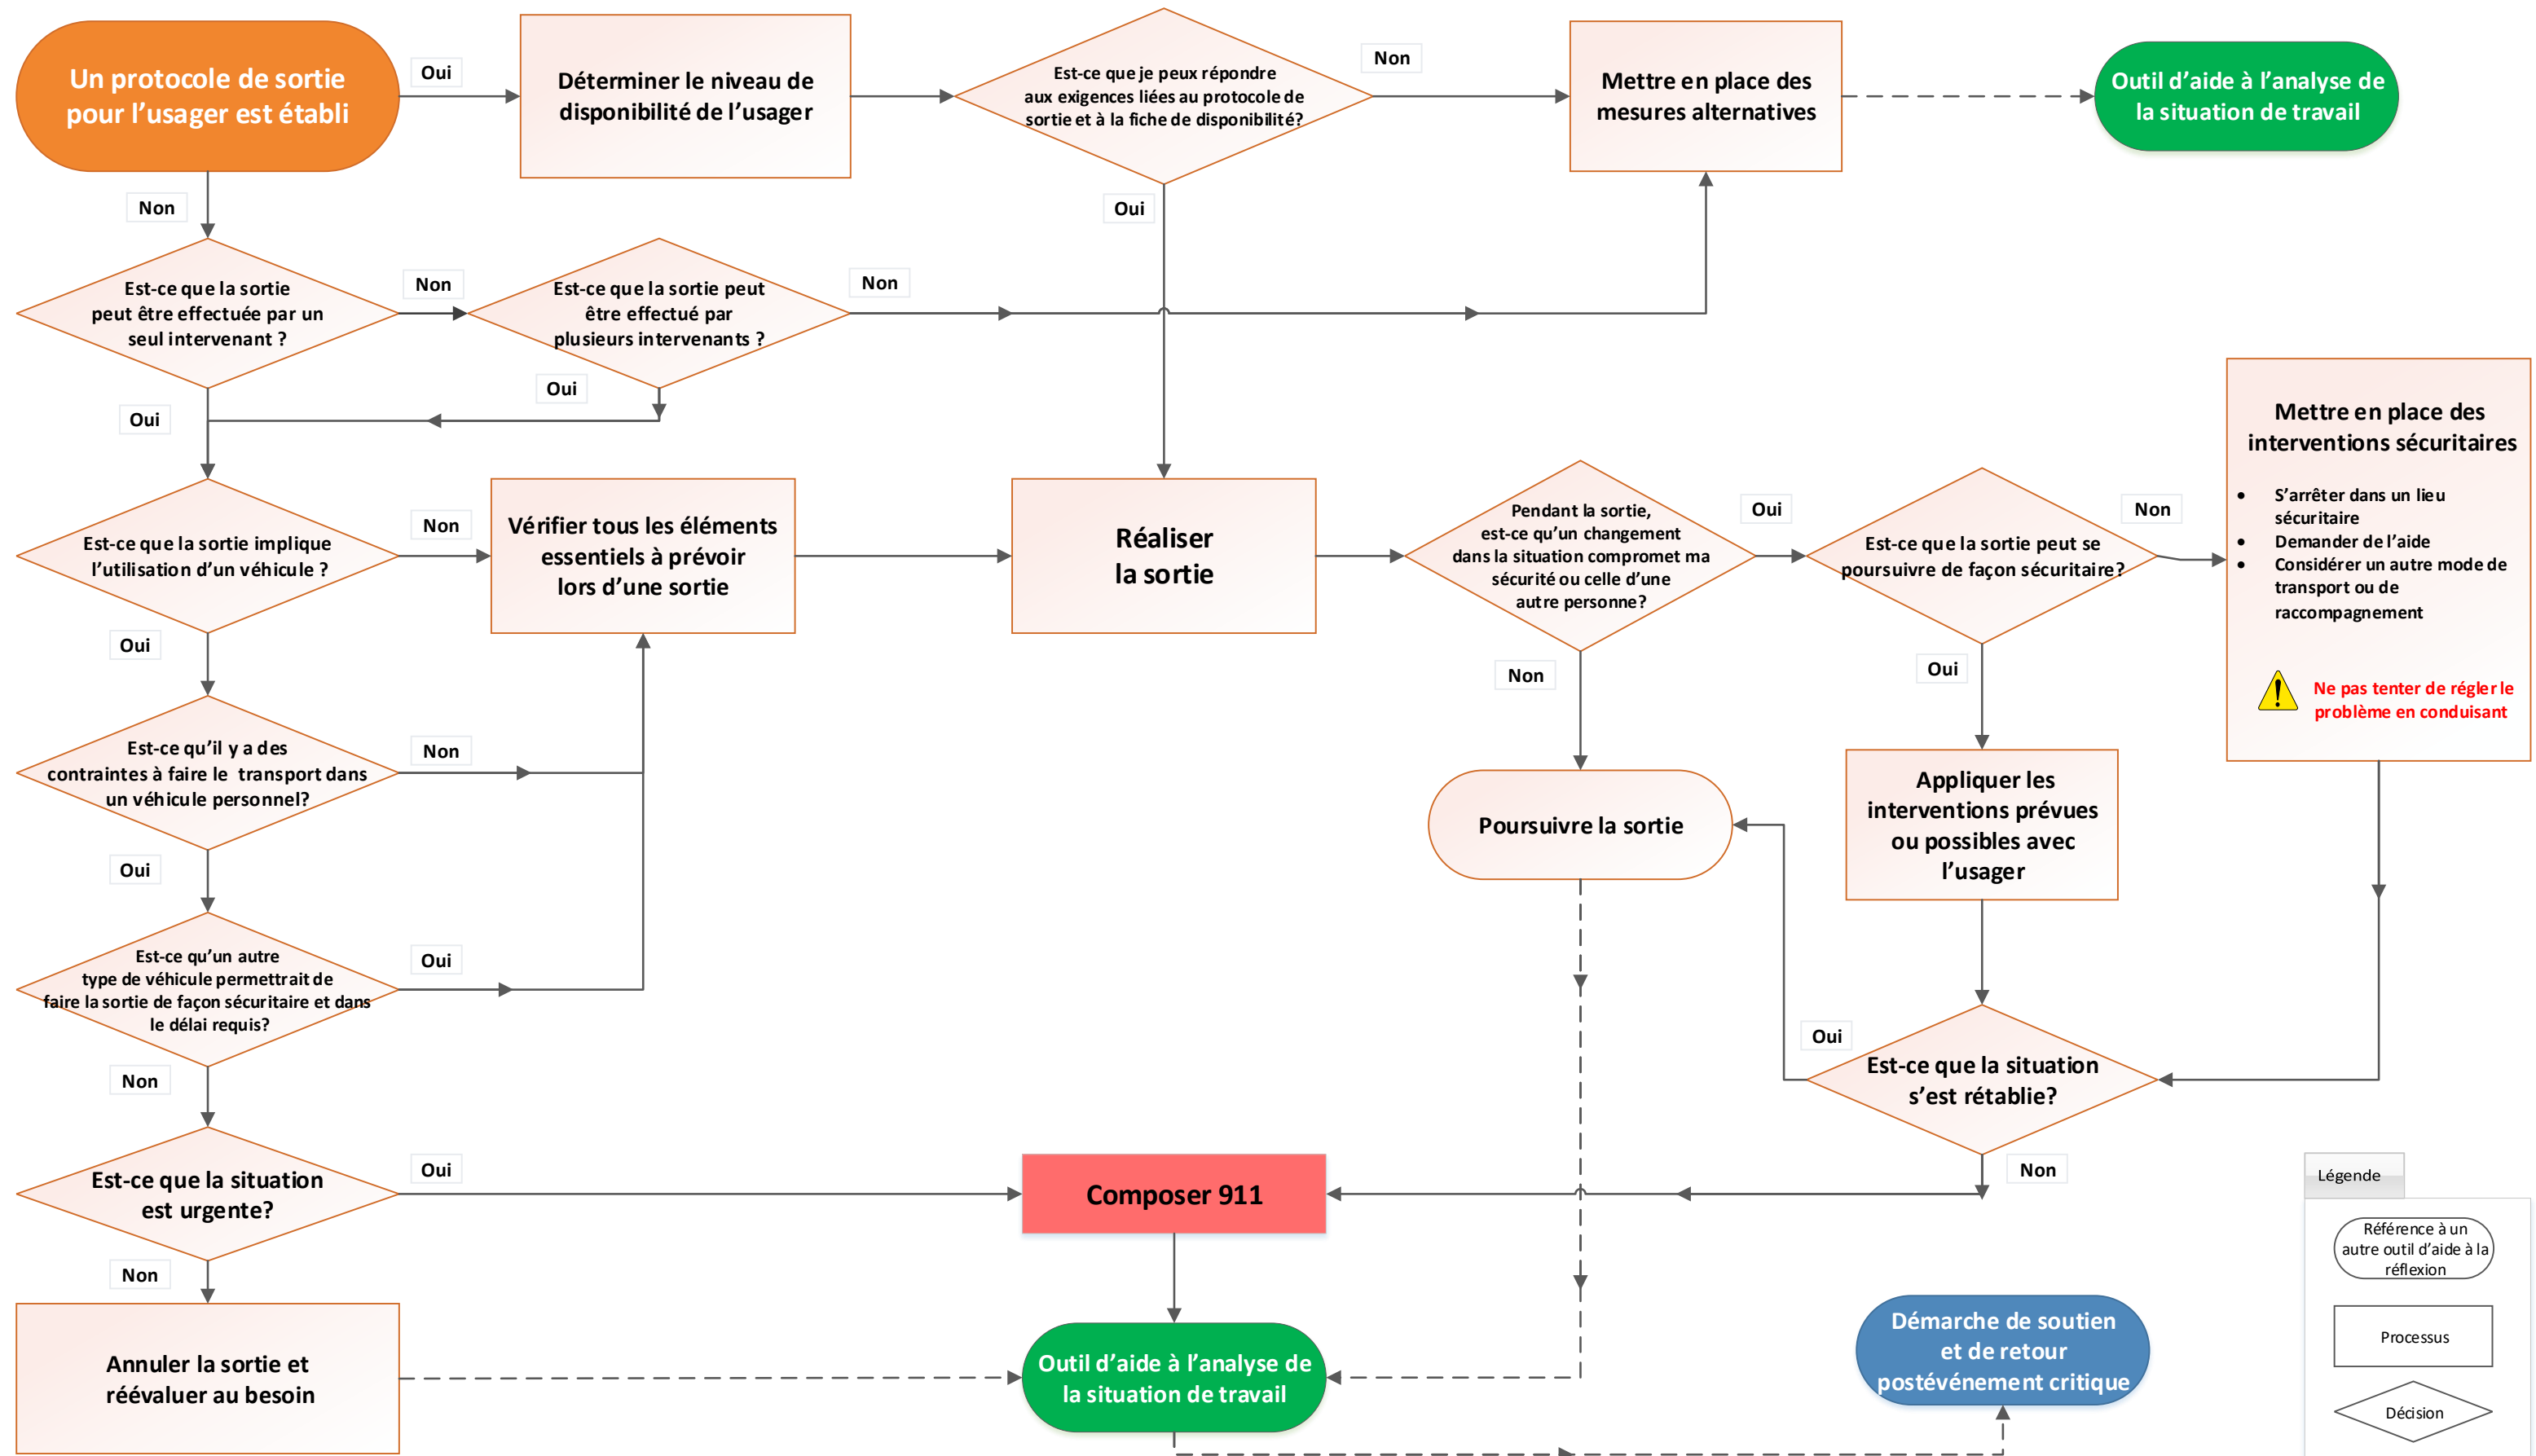 Un protocole de sortie
pour l'usager est établi
Oui
Déterminer le niveau de
disponibilité de l'usager
Est-ce que je peux répondre
aux exigences liées au protocole de
sortie et à la fiche de disponibilité?
Non
Mettre en place des
mesures alternatives
Outil d'aide à l'analyse de
la situation de travail
Non
Oui
Est-ce que la sortie
peut être effectuée par un
seul intervenant ?
Non
Est-ce que la sortie peut
être effectué par
plusieurs intervenants ?
Non
Oui
Oui
Est-ce que la sortie implique
l'utilisation d'un véhicule ?
Non
Vérifier tous les éléments
essentiels à prévoir
lors d'une sortie
Réaliser
la sortie
Pendant la sortie,
est-ce qu'un changement
dans la situation compromet ma
sécurité ou celle d'une
autre personne?
Oui
Est-ce que la sortie peut se
poursuivre de façon sécuritaire?
Non
Mettre en place des
interventions sécuritaires
• S'arrêter dans un lieu
sécuritaire
• Demander de l'aide
• Considérer un autre mode de
transport ou de
raccompagnement
Ne pas tenter de régler le
problème en conduisant
Oui
Non
Oui
Est-ce qu'il y a des
contraintes à faire le transport dans
un véhicule personnel?
Non
Poursuivre la sortie
Appliquer les
interventions prévues
ou possibles avec
l'usager
Oui
Est-ce qu'un autre
type de véhicule permettrait de
faire la sortie de façon sécuritaire et dans
le délai requis?
Oui
Oui
Est-ce que la situation
s'est rétablie?
Non
Non
Est-ce que la situation
est urgente?
Oui
Composer 911
Non
Annuler la sortie et
réévaluer au besoin
Outil d'aide à l'analyse de
la situation de travail
Démarche de soutien
et de retour
postévénement critique
Légende
Référence à un
autre outil d'aide à la
réflexion
Processus
Décision